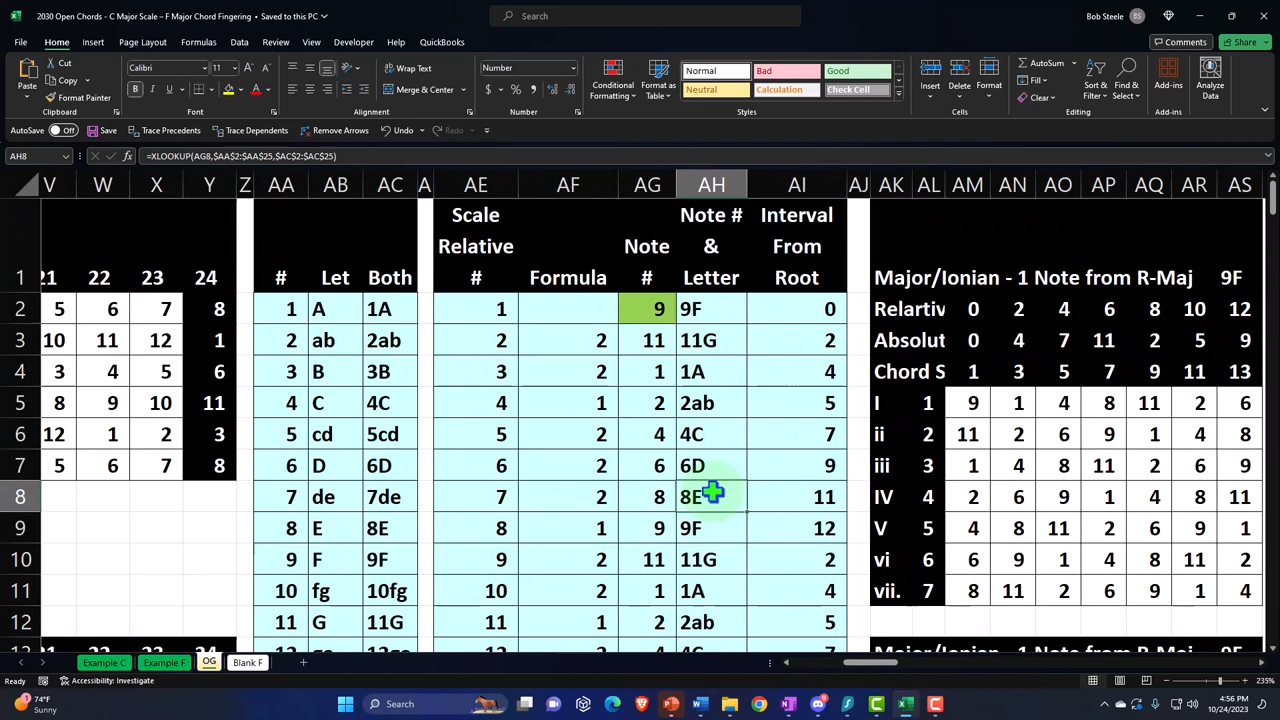 2030 Open Chords - C Major Scale – F Major Chord Fingering • Saved to this PC
Search
Bob Steele BS
File Home Insert Page Layout Formulas Data Review View Developer Help QuickBooks Comments Share
Paste Cut Copy Format Painter Clipboard
Calibri 11 Font
Wrap Text Merge & Center Alignment
Number Number
Conditional Formatting Format as Table
Normal Bad Good
Neutral Calculation Check Cell
Styles
Insert Delete Format Cells
AutoSum Fill Clear Sort & Filter Find & Select Editing
Add-ins Add-ins
Analyze Data
AutoSave Off Save Trace Precedents Trace Dependents Remove Arrows Undo Redo
AH8 =XLOOKUP(AG8,$AA$2:$AA$25,$AC$2:$AC$25)
V W X Y Z AA AB AC A AE AF AG AH AI AJ AK AL AM AN AO AP AQ AR AS
Scale Note # Interval
Relative Note & From
1 21 22 23 24 # Let Both # Formula # Letter Root Major/Ionian - 1 Note from R-Maj 9F
2 5 6 7 8 1 A 1A 1 9 9F 0 Relartiv 0 2 4 6 8 10 12
3 10 11 12 1 2 ab 2ab 2 2 11 11G 2 Absolut 0 4 7 11 2 5 9
4 3 4 5 6 3 B 3B 3 2 1 1A 4 Chord S 1 3 5 7 9 11 13
5 8 9 10 11 4 C 4C 4 1 2 2ab 5 I 1 9 1 4 8 11 2 6
6 12 1 2 3 5 cd 5cd 5 2 4 4C 7 ii 2 11 2 6 9 1 4 8
7 5 6 7 8 6 D 6D 6 2 6 6D 9 iii 3 1 4 8 11 2 6 9
8 7 de 7de 7 2 8 8E 11 IV 4 2 6 9 1 4 8 11
9 8 E 8E 8 1 9 9F 12 V 5 4 8 11 2 6 9 1
10 9 F 9F 9 2 11 11G 2 vi 6 6 9 1 4 8 11 2
11 10 fg 10fg 10 2 1 1A 4 vii. 7 8 11 2 6 9 1 4
12 11 G 11G 11 1 2 2ab 5
Example C Example F OG Blank F
Ready Accessibility: Investigate 235%
74°F
Sunny
Search
4:56 PM
10/24/2023